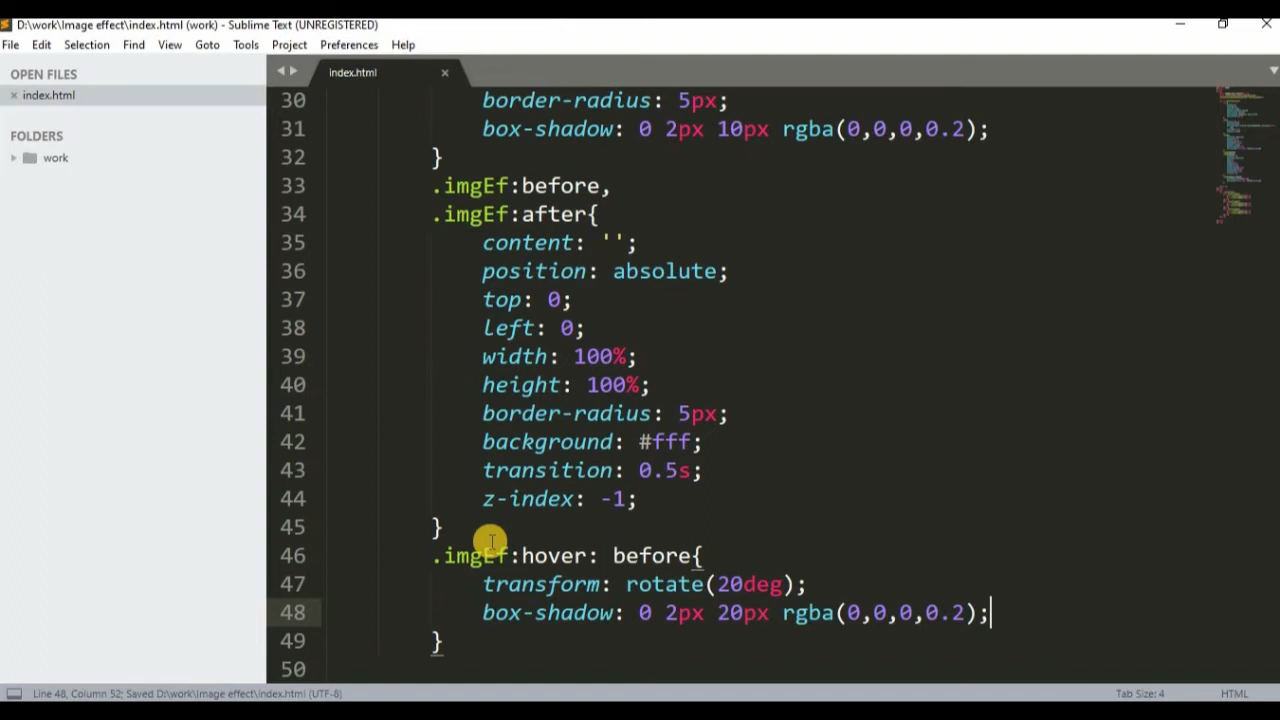 D:\work\Image effect\index.html (work) - Sublime Text (UNREGISTERED)
File Edit Selection Find View Goto Tools Project Preferences Help
OPEN FILES
index.html
FOLDERS
work
index.html
30 border-radius: 5px;
31 box-shadow: 0 2px 10px rgba(0,0,0,0.2);
32 }
33 .imgEf:before,
34 .imgEf:after{
35 content: '';
36 position: absolute;
37 top: 0;
38 left: 0;
39 width: 100%;
40 height: 100%;
41 border-radius: 5px;
42 background: #fff;
43 transition: 0.5s;
44 z-index: -1;
45 }
46 .imgEf:hover: before{
47 transform: rotate(20deg);
48 box-shadow: 0 2px 20px rgba(0,0,0,0.2);
49 }
50
Line 48, Column 52; Saved D:\work\Image effect\index.html (UTF-8) Tab Size: 4 HTML